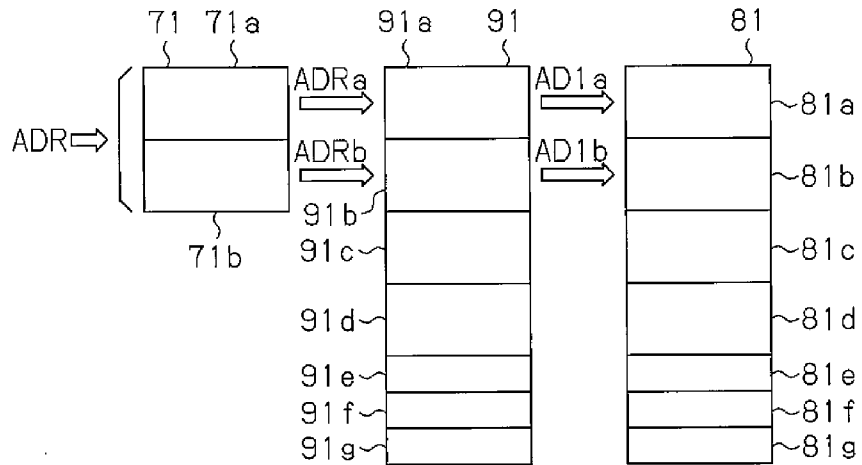 71 71a 91a 91 81
ADRa AD1a 81a
ADR
ADRb AD1b 81b
91b
71b 91c 81c
91d 81d
91e 81e
91f 81f
91g 81g